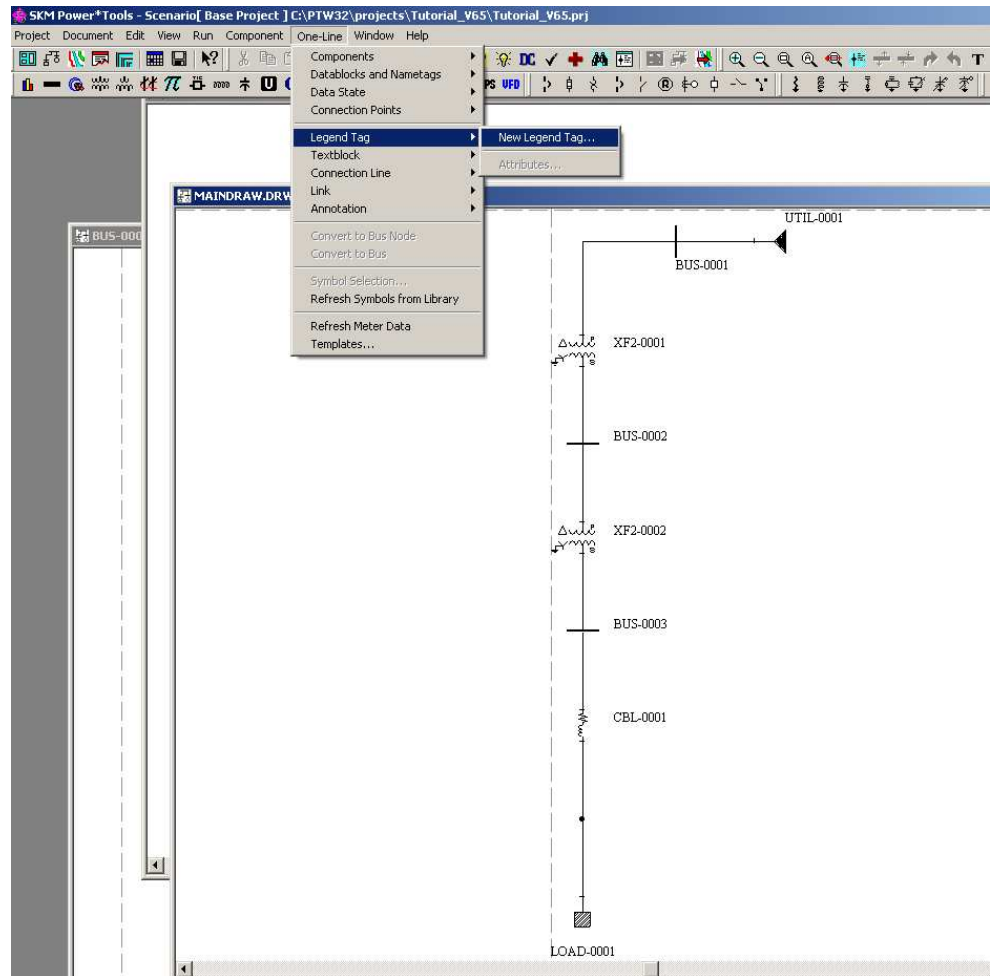 SKM Power*Tools - Scenario[ Base Project ] C:\PTW32\projects\Tutorial_V65\Tutorial_V65.prj
Project Document Edit View Run Component One-Line Window Help
DC
T
U
PS VFD
R
Components
Datablocks and Nametags
Data State
Connection Points
Legend Tag
New Legend Tag...
Textblock
Attributes...
Connection Line
Link
Annotation
Convert to Bus Node
Convert to Bus
Symbol Selection...
Refresh Symbols from Library
Refresh Meter Data
Templates...
MAINDRAW.DRW
BUS-000
UTIL-0001
BUS-0001
XF2-0001
S
BUS-0002
XF2-0002
S
BUS-0003
CBL-0001
LOAD-0001